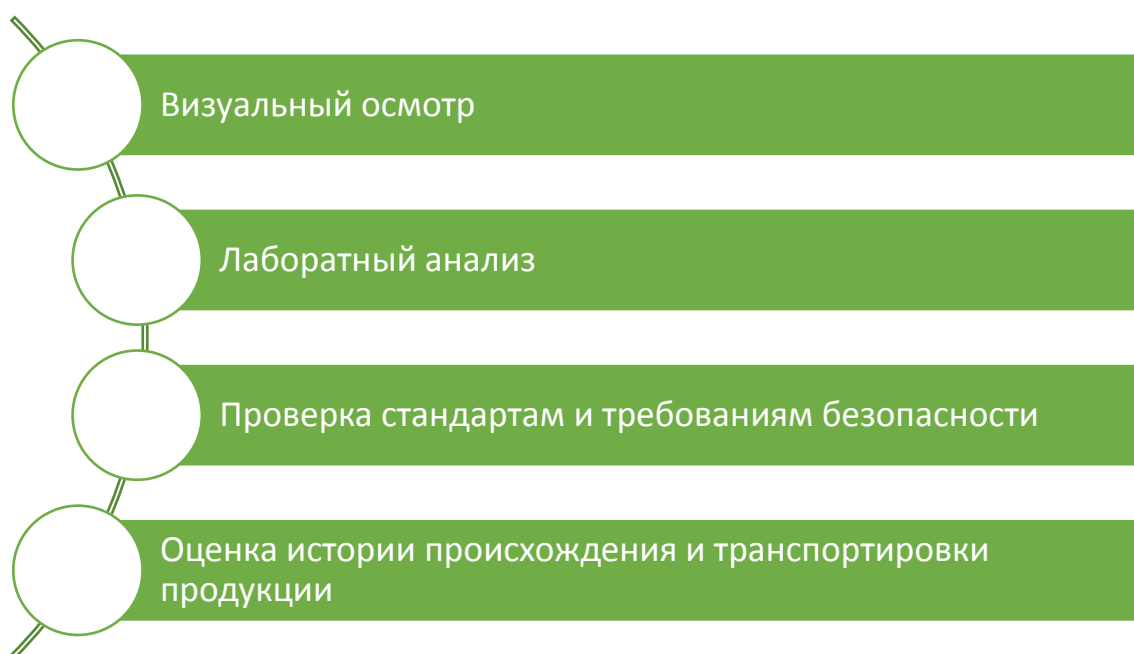 Визуальный осмотр
Лаборатный анализ
Проверка стандартам и требованиям безопасности
Оценка истории происхождения и транспортировки
продукции